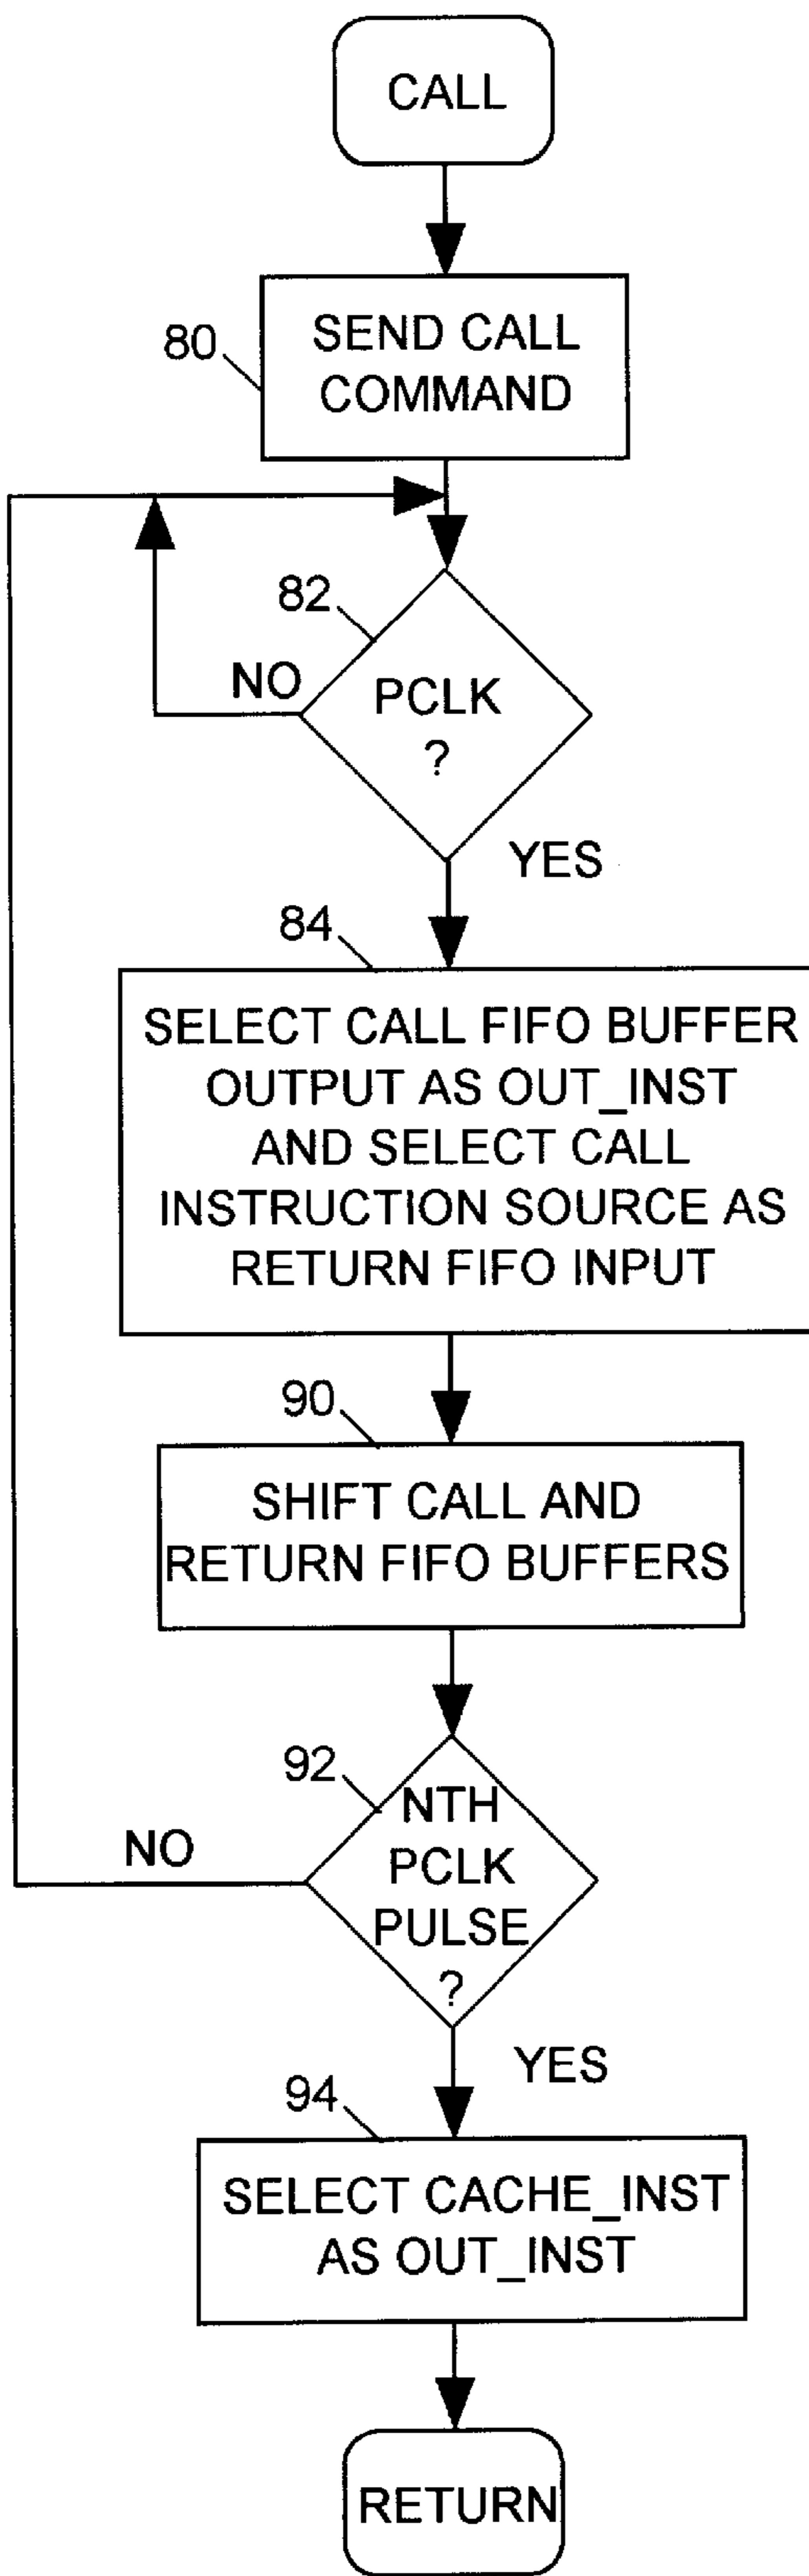 CALL
80
SEND CALL
COMMAND
82
NO
PCLK
?
YES
84
SELECT CALL FIFO BUFFER
OUTPUT AS OUT_INST
AND SELECT CALL
INSTRUCTION SOURCE AS
RETURN FIFO INPUT
90
SHIFT CALL AND
RETURN FIFO BUFFERS
92
NO
NTH
PCLK
PULSE
?
YES
94
SELECT CACHE_INST
AS OUT_INST
RETURN